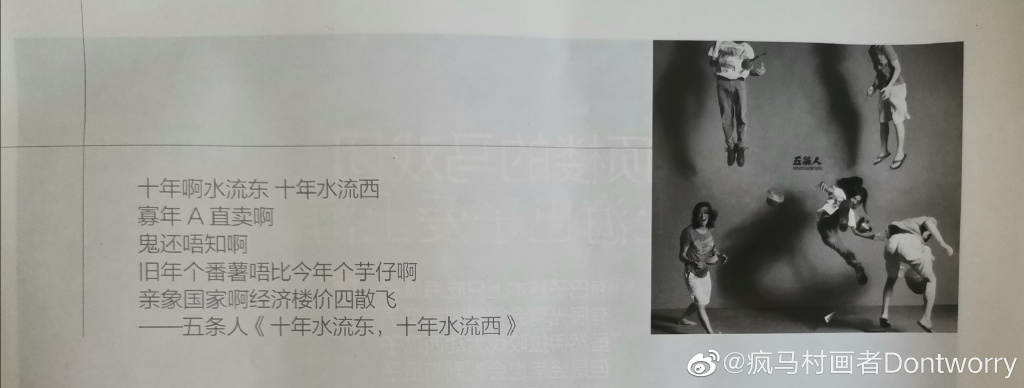 十年啊水流东 十年水流西
寡年 A 直卖啊
鬼还唔知啊
旧年个番薯唔比今年个芋仔啊
亲象国家啊经济楼价四散飞
——五条人《十年水流东，十年水流西》
五条人
@疯马村画者Dontworry